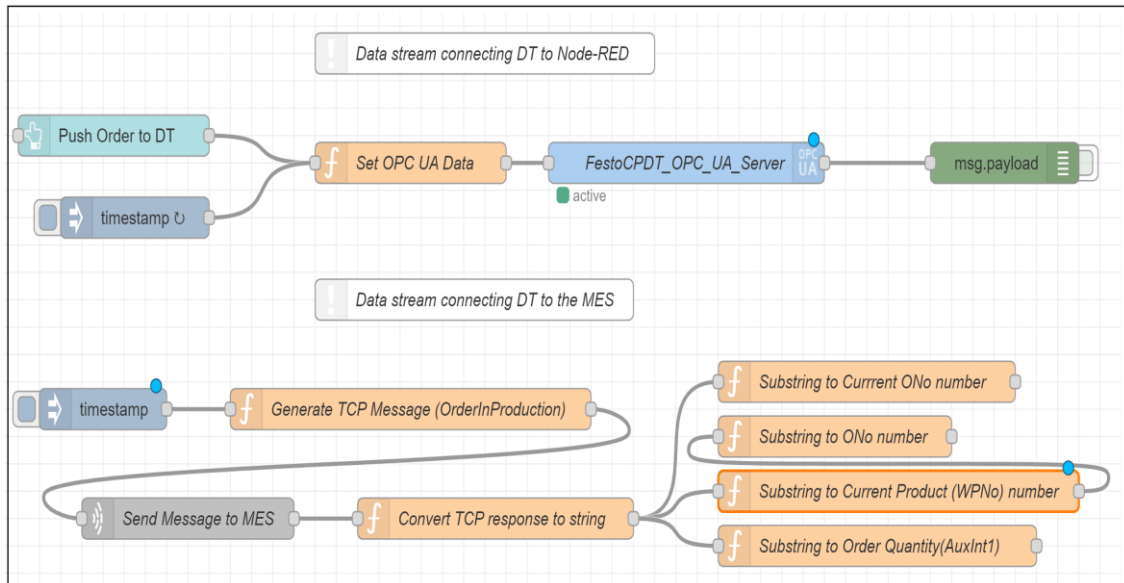 Data stream connecting DT to Node-RED
Push Order to DT
Set OPC UA Data
FestoCPDT_OPC_UA_Server
OPC
UA
msg.payload
active
timestamp ↻
Data stream connecting DT to the MES
timestamp
Generate TCP Message (OrderInProduction)
Substring to Currrent ONo number
Substring to ONo number
Substring to Current Product (WPNo) number
Send Message to MES
Convert TCP response to string
Substring to Order Quantity(AuxInt1)